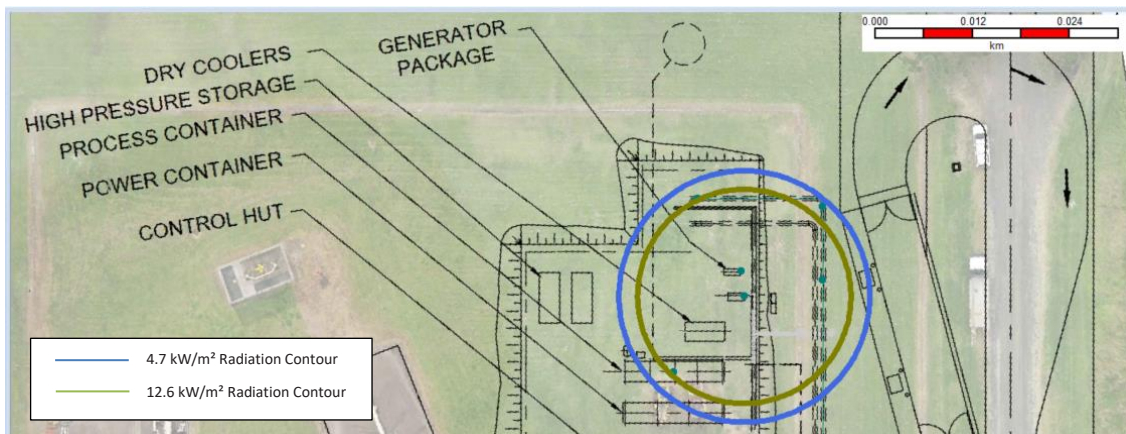 0.000 0.012 0.024
km
GENERATOR
PACKAGE
DRY COOLERS
HIGH PRESSURE STORAGE
PROCESS CONTAINER
POWER CONTAINER
CONTROL HUT
4.7 kW/m² Radiation Contour
12.6 kW/m² Radiation Contour